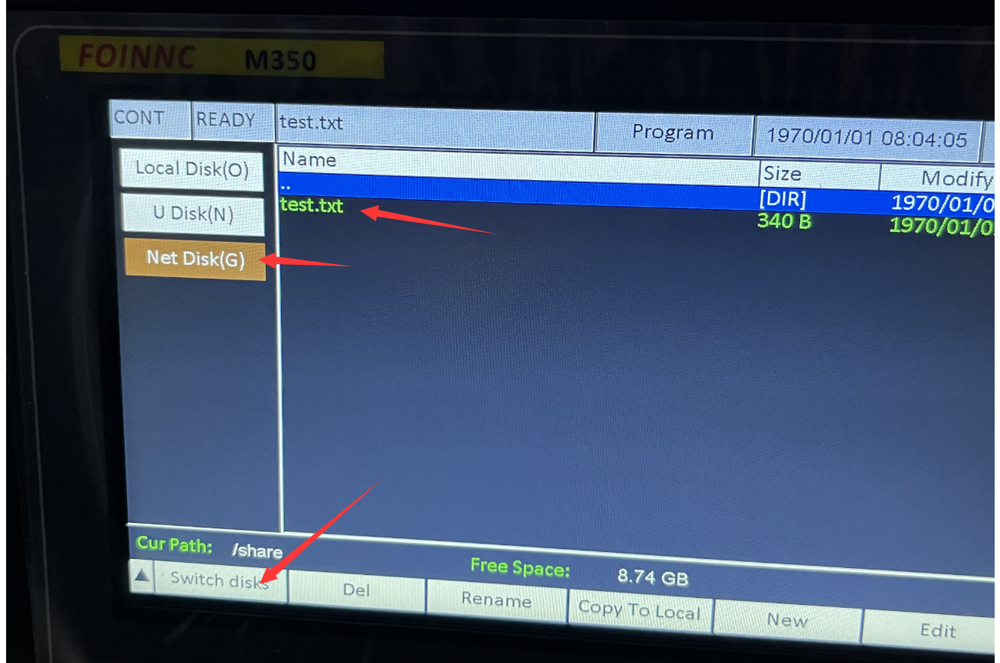 FOINNC M350
CONT READY test.txt Program 1970/01/01 08:04:05
Local Disk(O)
U Disk(N)
Net Disk(G)
Name Size Modify
.. [DIR] 1970/01/0
test.txt 340 B 1970/01/0
Cur Path: /share Free Space: 8.74 GB
Switch disks Del Rename Copy To Local New Edit